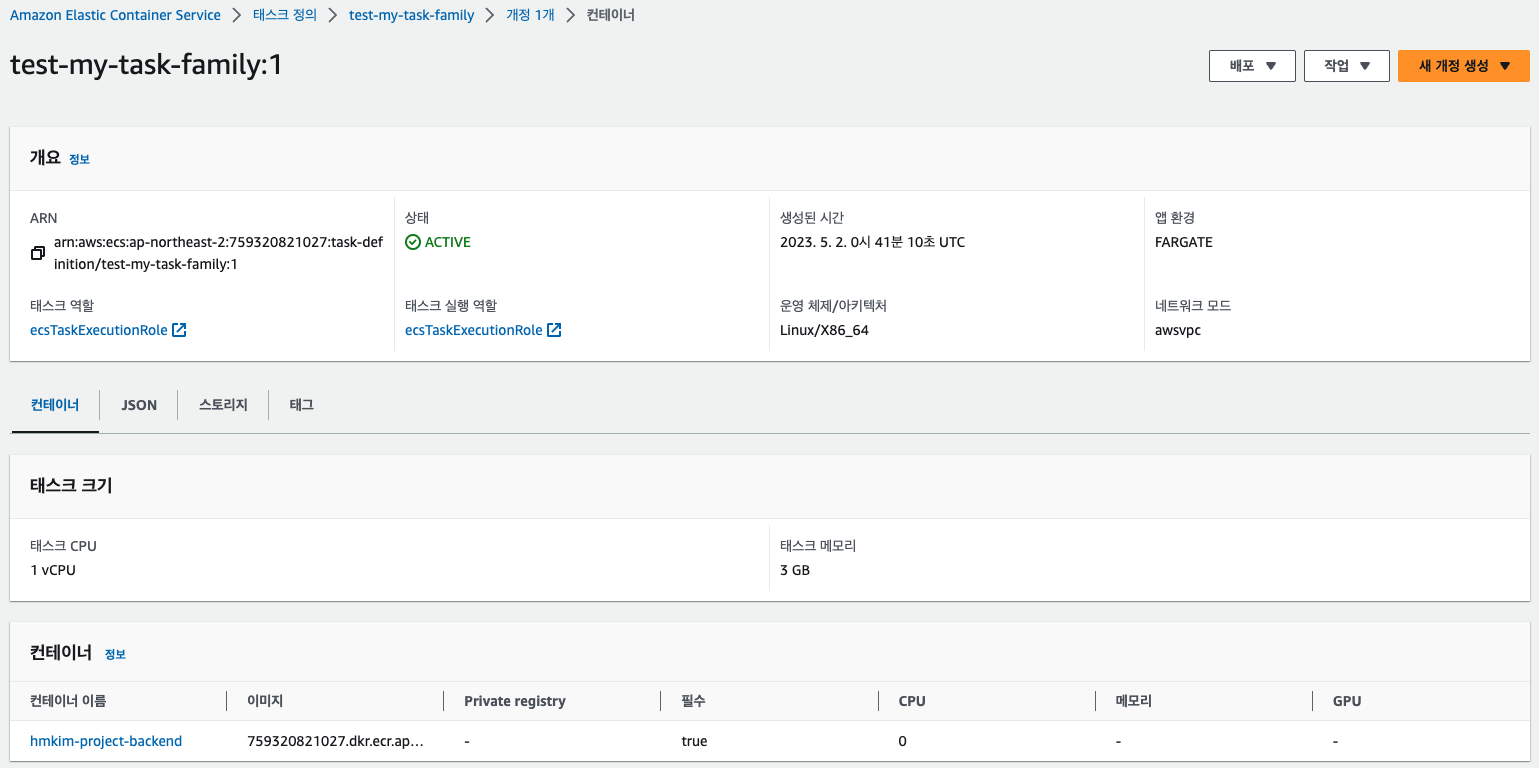 Amazon Elastic Container Service > 태스크 정의 > test-my-task-family > 개정 1개 > 컨테이너
test-my-task-family:1
배포 ▼ 작업 ▼ 새 개정 생성 ▼
개요 정보
ARN
arn:aws:ecs:ap-northeast-2:759320821027:task-def
inition/test-my-task-family:1
상태
ACTIVE
생성된 시간
2023. 5. 2. 0시 41분 10초 UTC
앱 환경
FARGATE
태스크 역할
ecsTaskExecutionRole
태스크 실행 역할
ecsTaskExecutionRole
운영 체제/아키텍처
Linux/X86_64
네트워크 모드
awsvpc
컨테이너 JSON 스토리지 태그
태스크 크기
태스크 CPU
1 vCPU
태스크 메모리
3 GB
컨테이너 정보
컨테이너 이름 이미지 Private registry 필수 CPU 메모리 GPU
hmkim-project-backend 759320821027.dkr.ecr.ap... - true 0 - -